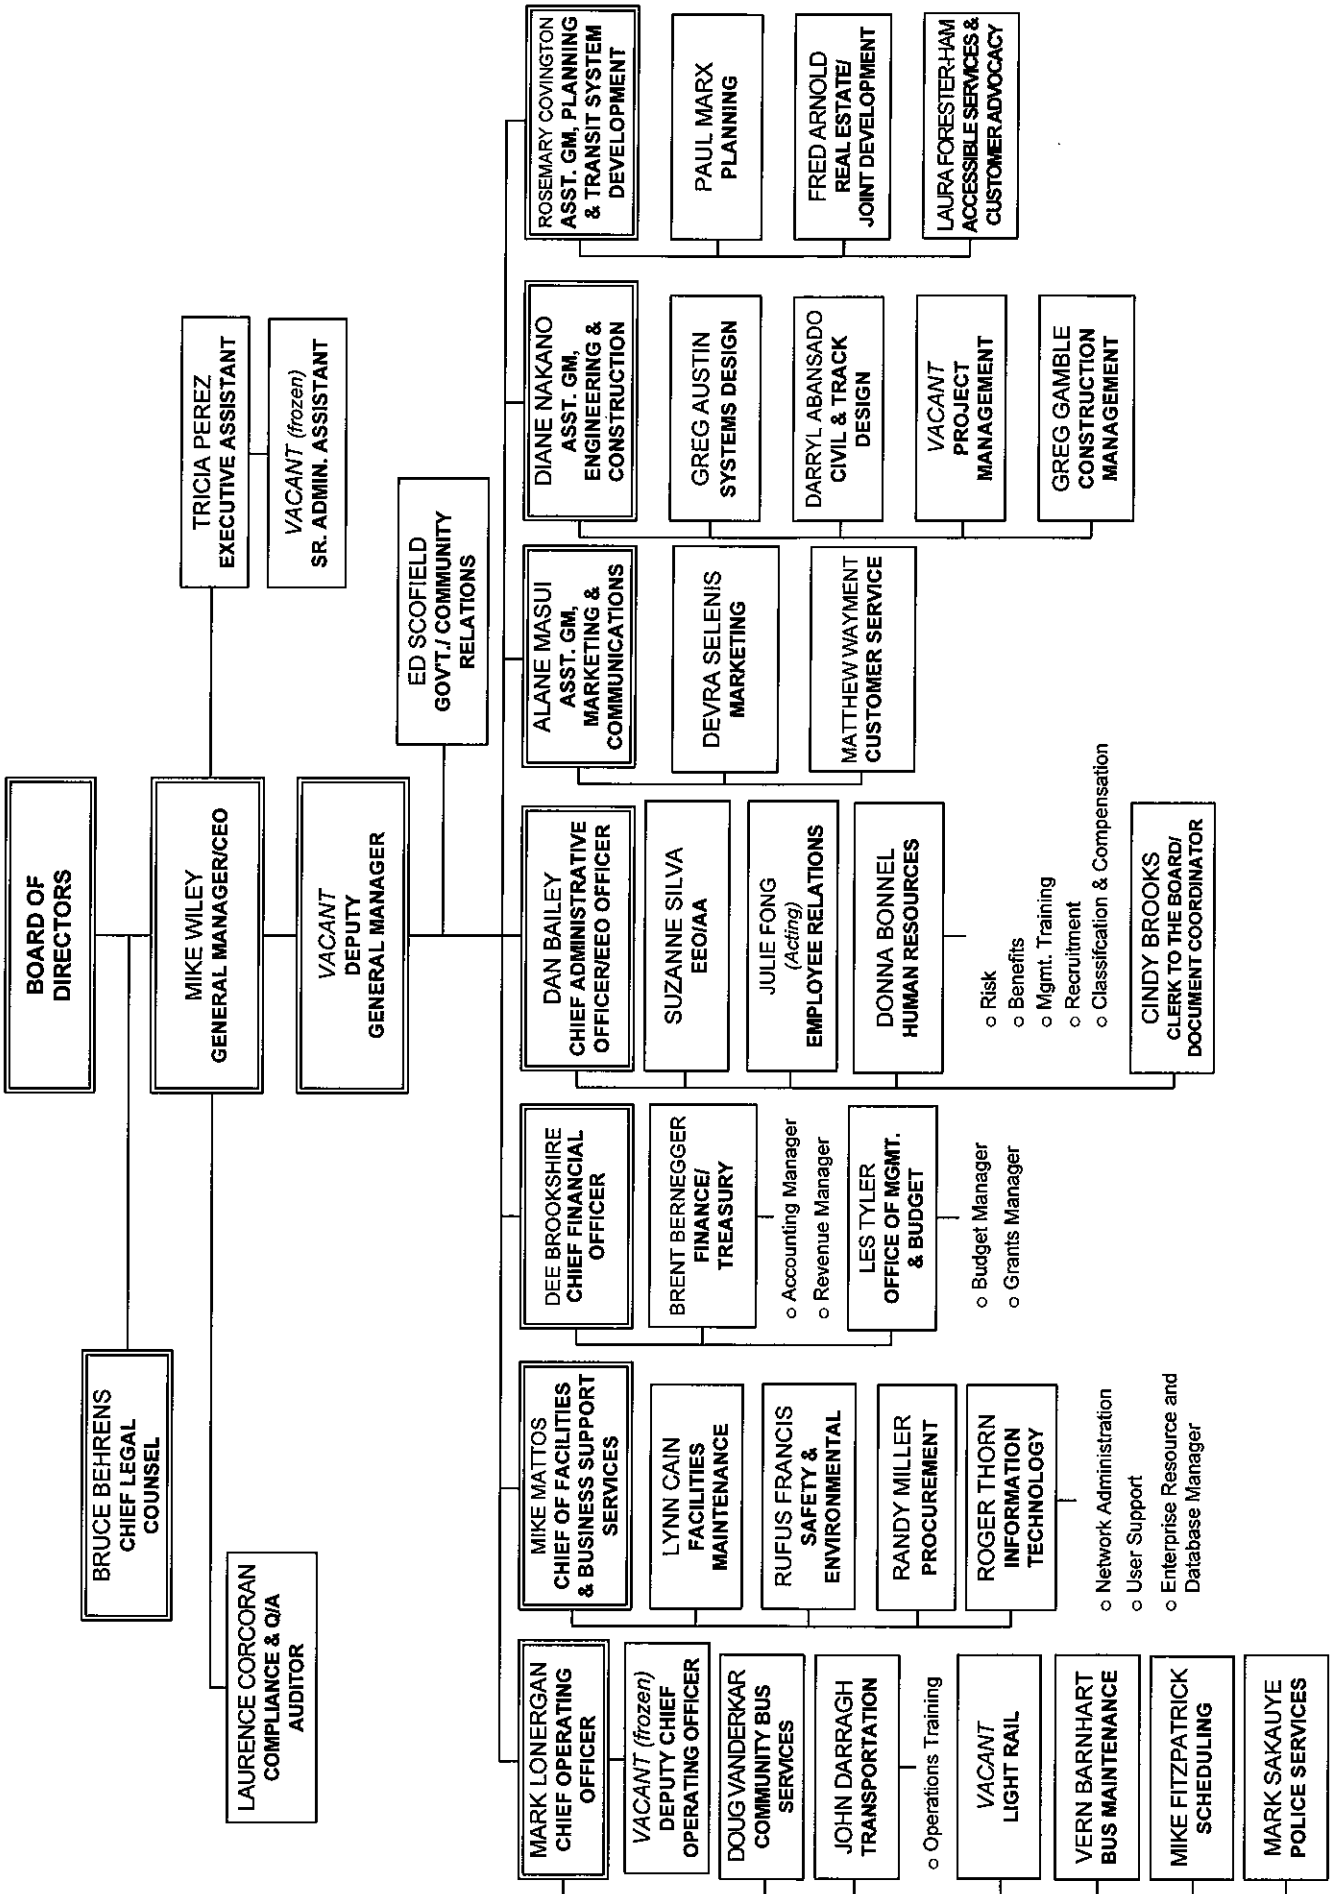 BOARD OF
DIRECTORS
BRUCE BEHRENS
CHIEF LEGAL
COUNSEL
MIKE WILEY
GENERAL MANAGER/CEO
TRICIA PEREZ
EXECUTIVE ASSISTANT
VACANT (frozen)
SR. ADMIN. ASSISTANT
LAURENCE CORCORAN
COMPLIANCE & Q/A
AUDITOR
VACANT
DEPUTY
GENERAL MANAGER
ED SCOFIELD
GOV'T./ COMMUNITY
RELATIONS
MARK LONERGAN
CHIEF OPERATING
OFFICER
VACANT (frozen)
DEPUTY CHIEF
OPERATING OFFICER
DOUG VANDERKAR
COMMUNITY BUS
SERVICES
JOHN DARRAGH
TRANSPORTATION
o Operations Training
VACANT
LIGHT RAIL
VERN BARNHART
BUS MAINTENANCE
MIKE FITZPATRICK
SCHEDULING
MARK SAKAUYE
POLICE SERVICES
MIKE MATTOS
CHIEF OF FACILITIES
& BUSINESS SUPPORT
SERVICES
LYNN CAIN
FACILITIES
MAINTENANCE
RUFUS FRANCIS
SAFETY &
ENVIRONMENTAL
RANDY MILLER
PROCUREMENT
ROGER THORN
INFORMATION
TECHNOLOGY
o Network Administration
o User Support
o Enterprise Resource and
Database Manager
DEE BROOKSHIRE
CHIEF FINANCIAL
OFFICER
BRENT BERNEGGER
FINANCE/
TREASURY
o Accounting Manager
o Revenue Manager
LES TYLER
OFFICE OF MGMT.
& BUDGET
o Budget Manager
o Grants Manager
DAN BAILEY
CHIEF ADMINISTRATIVE
OFFICER/EEO OFFICER
SUZANNE SILVA
EEO/AA
JULIE FONG
(Acting)
EMPLOYEE RELATIONS
DONNA BONNEL
HUMAN RESOURCES
o Risk
o Benefits
o Mgmt. Training
o Recruitment
o Classifcation & Compensation
CINDY BROOKS
CLERK TO THE BOARD/
DOCUMENT COORDINATOR
ALANE MASUI
ASST. GM,
MARKETING &
COMMUNICATIONS
DEVRA SELENIS
MARKETING
MATTHEW WAYMENT
CUSTOMER SERVICE
DIANE NAKANO
ASST. GM,
ENGINEERING &
CONSTRUCTION
GREG AUSTIN
SYSTEMS DESIGN
DARRYL ABANSADO
CIVIL & TRACK
DESIGN
VACANT
PROJECT
MANAGEMENT
GREG GAMBLE
CONSTRUCTION
MANAGEMENT
ROSEMARY COVINGTON
ASST. GM, PLANNING
& TRANSIT SYSTEM
DEVELOPMENT
PAUL MARX
PLANNING
FRED ARNOLD
REAL ESTATE/
JOINT DEVELOPMENT
LAURA FORESTER-HAM
ACCESSIBLE SERVICES &
CUSTOMER ADVOCACY